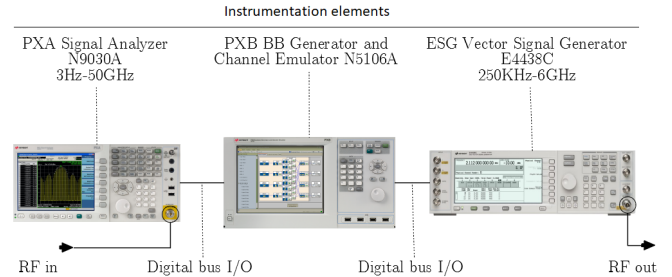 Instrumentation elements
PXA Signal Analyzer
N9030A
3Hz-50GHz
PXB BB Generator and
Channel Emulator N5106A
ESG Vector Signal Generator
E4438C
250KHz-6GHz
RF in
Digital bus I/O
Digital bus I/O
RF out